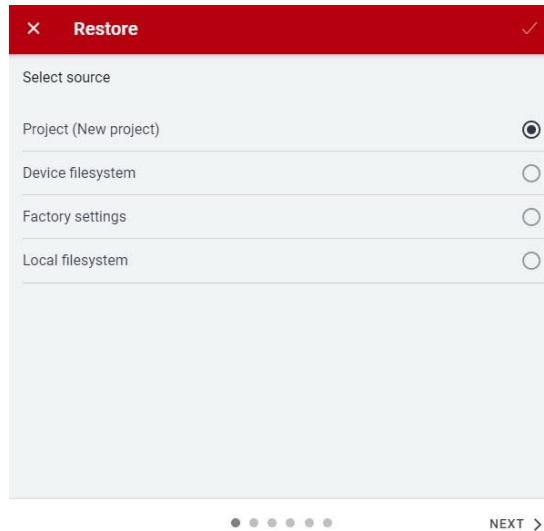 Restore
Select source
Project (New project)
Device filesystem
Factory settings
Local filesystem
NEXT